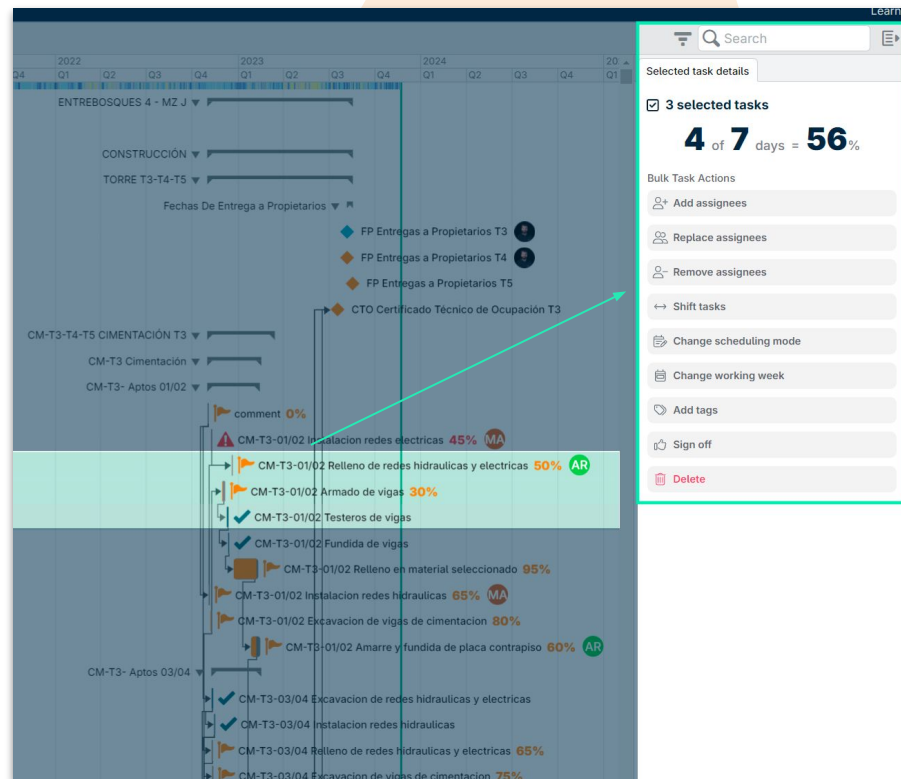 Learn
Search
2022 2023 2024 20
Q4 Q1 Q2 Q3 Q4 Q1 Q2 Q3 Q4 Q1 Q2 Q3 Q4 Q1
Selected task details
3 selected tasks
4 of 7 days = 56%
Bulk Task Actions
Add assignees
Replace assignees
Remove assignees
Shift tasks
Change scheduling mode
Change working week
Add tags
Sign off
Delete
ENTREBOSQUES 4 - MZ J
CONSTRUCCIÓN
TORRE T3-T4-T5
Fechas De Entrega a Propietarios
FP Entregas a Propietarios T3
FP Entregas a Propietarios T4
FP Entregas a Propietarios T5
CTO Certificado Técnico de Ocupación T3
CM-T3-T4-T5 CIMENTACIÓN T3
CM-T3 Cimentación
CM-T3- Aptos 01/02
comment 0%
CM-T3-01/02 Instalacion redes electricas 45% MA
CM-T3-01/02 Relleno de redes hidraulicas y electricas 50% AR
CM-T3-01/02 Armado de vigas 30%
CM-T3-01/02 Testeros de vigas
CM-T3-01/02 Fundida de vigas
CM-T3-01/02 Relleno en material seleccionado 95%
CM-T3-01/02 Instalacion redes hidraulicas 65% MA
CM-T3-01/02 Excavacion de vigas de cimentacion 80%
CM-T3-01/02 Amarre y fundida de placa contrapiso 60% AR
CM-T3- Aptos 03/04
CM-T3-03/04 Excavacion de redes hidraulicas y electricas
CM-T3-03/04 Instalacion redes hidraulicas
CM-T3-03/04 Relleno de redes hidraulicas y electricas 65%
CM-T3-03/04 Excavacion de vigas de cimentacion 75%